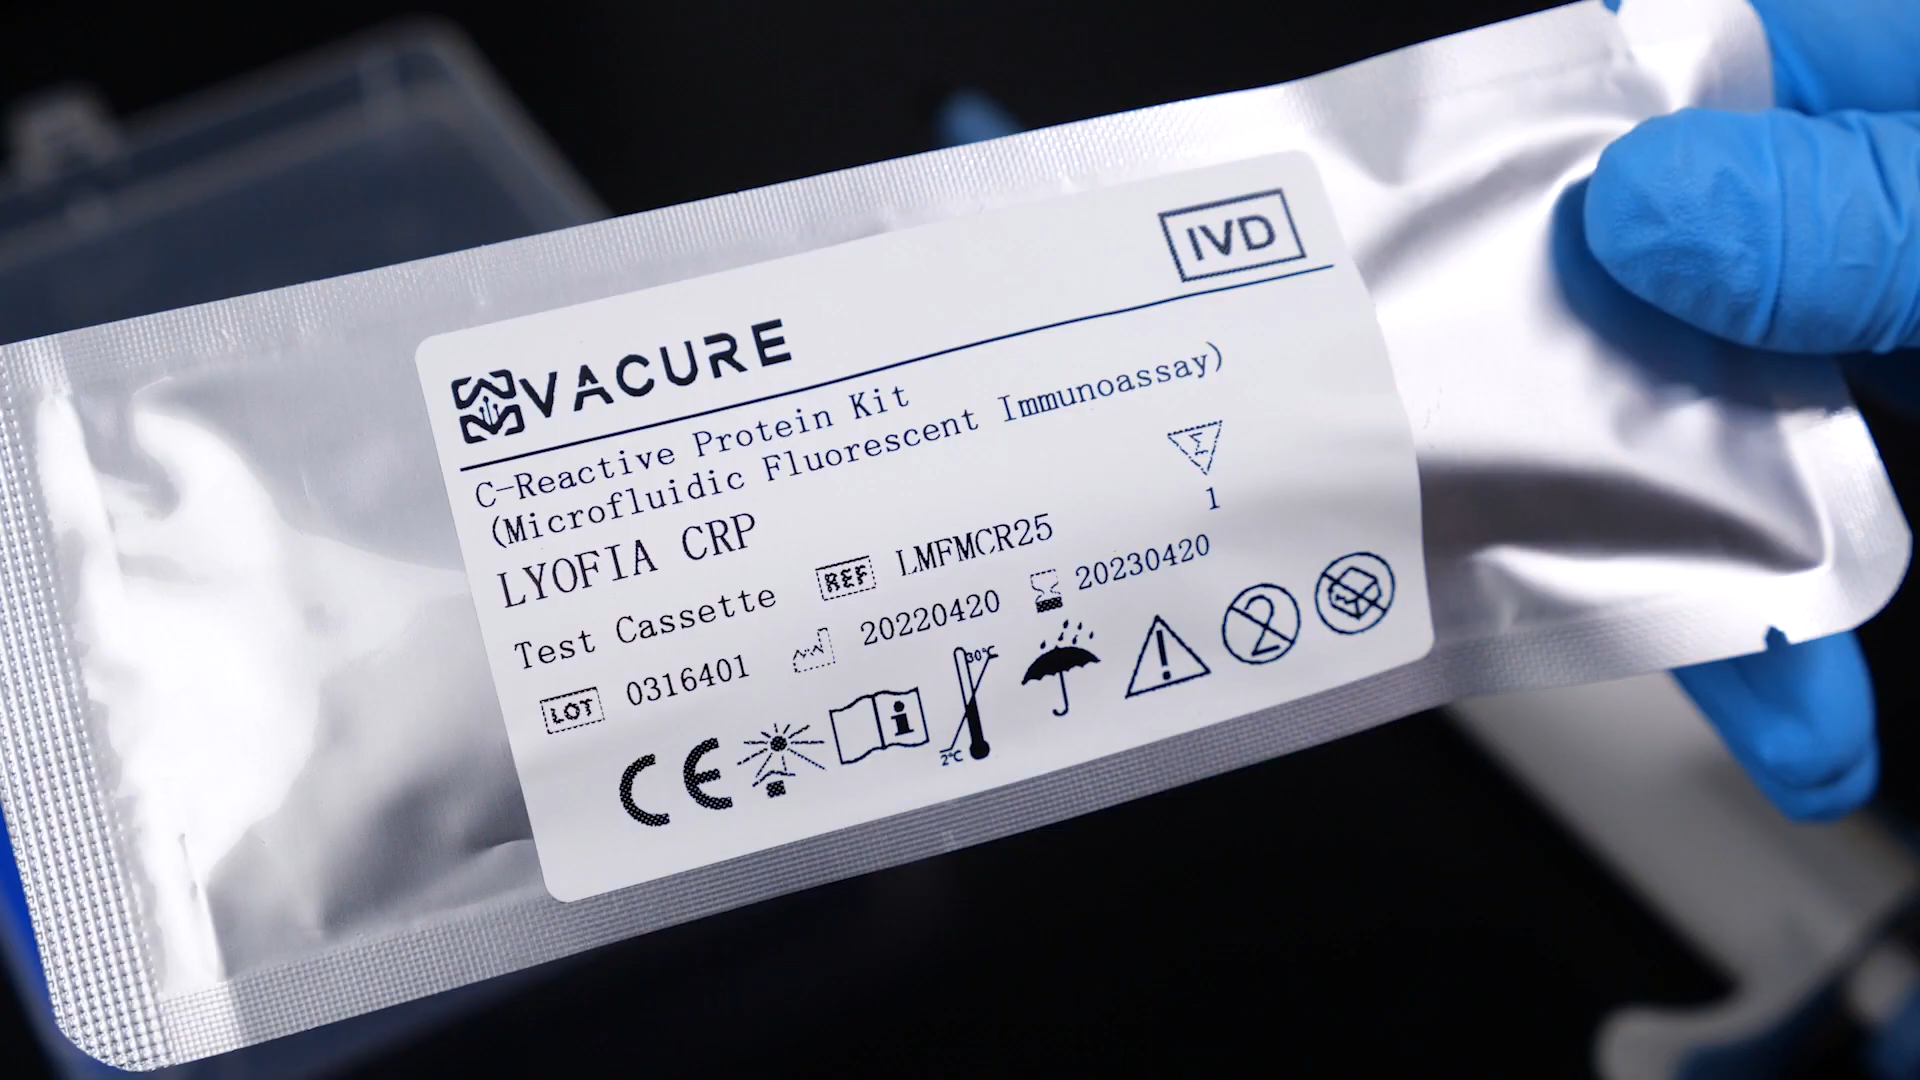 IVD
VACURE
C-Reactive Protein Kit
(Microfluidic Fluorescent Immunoassay)
LYOFIA CRP
Σ
1
Test Cassette REF LMFMCR25
LOT 0316401 20220420 20230420
CE i 2°C 30°C 2